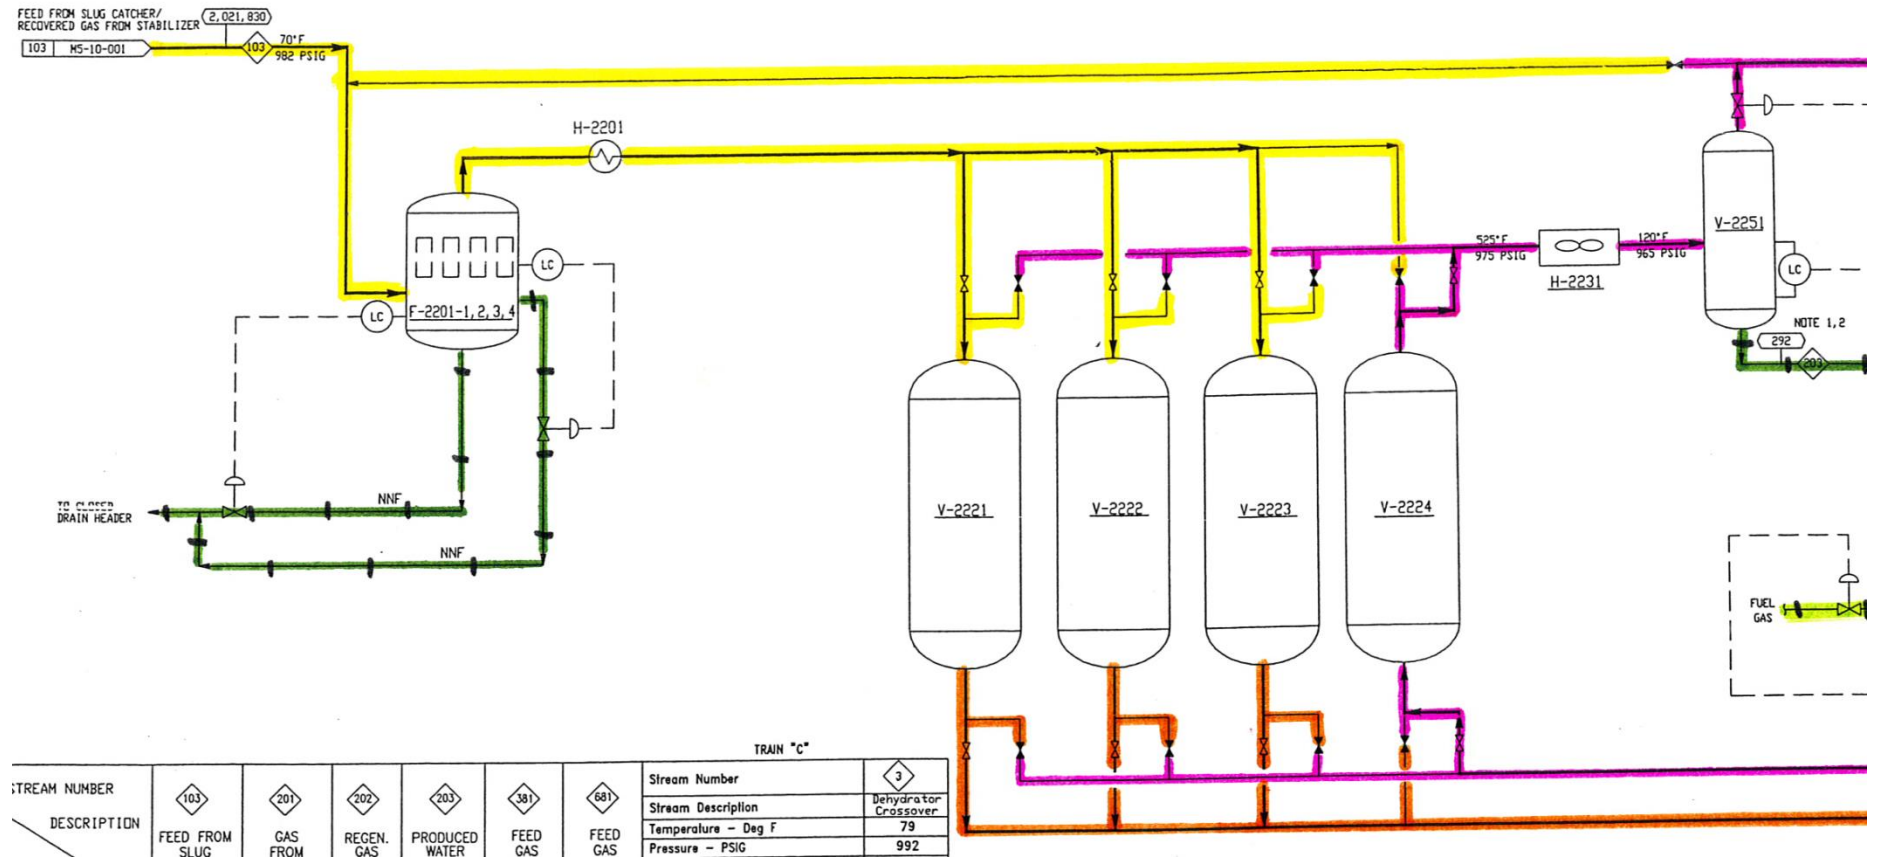 FEED FROM SLUG CATCHER/
RECOVERED GAS FROM STABILIZER
2,021,830
103 M5-10-001
103
70°F
982 PSIG
H-2201
LC
F-2201-1,2,3,4
LC
525°F
975 PSIG
H-2231
120°F
965 PSIG
V-2251
LC
NOTE 1,2
292
203
NNF
TO CLOSED
DRAIN HEADER
NNF
V-2221
V-2222
V-2223
V-2224
FUEL
GAS
TRAIN "C"
STREAM NUMBER
DESCRIPTION
103
FEED FROM
SLUG
201
GAS
FROM
202
REGEN.
GAS
203
PRODUCED
WATER
381
FEED
GAS
681
FEED
GAS
Stream Number 3
Stream Description Dehydrator
Crossover
Temperature - Deg F 79
Pressure - PSIG 992